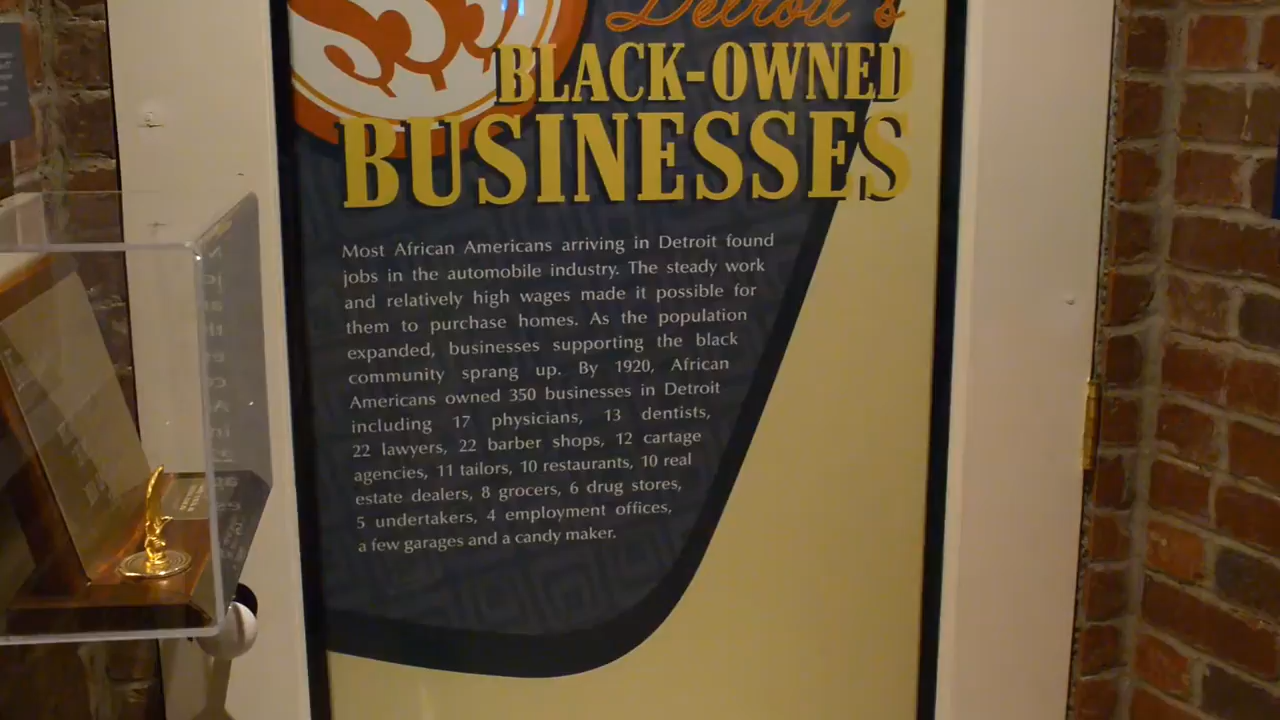 Detroit's
BLACK-OWNED
BUSINESSES
Most African Americans arriving in Detroit found
jobs in the automobile industry. The steady work
and relatively high wages made it possible for
them to purchase homes. As the population
expanded, businesses supporting the black
community sprang up. By 1920, African
Americans owned 350 businesses in Detroit
including 17 physicians, 13 dentists,
22 lawyers, 22 barber shops, 12 cartage
agencies, 11 tailors, 10 restaurants, 10 real
estate dealers, 8 grocers, 6 drug stores,
5 undertakers, 4 employment offices,
a few garages and a candy maker.